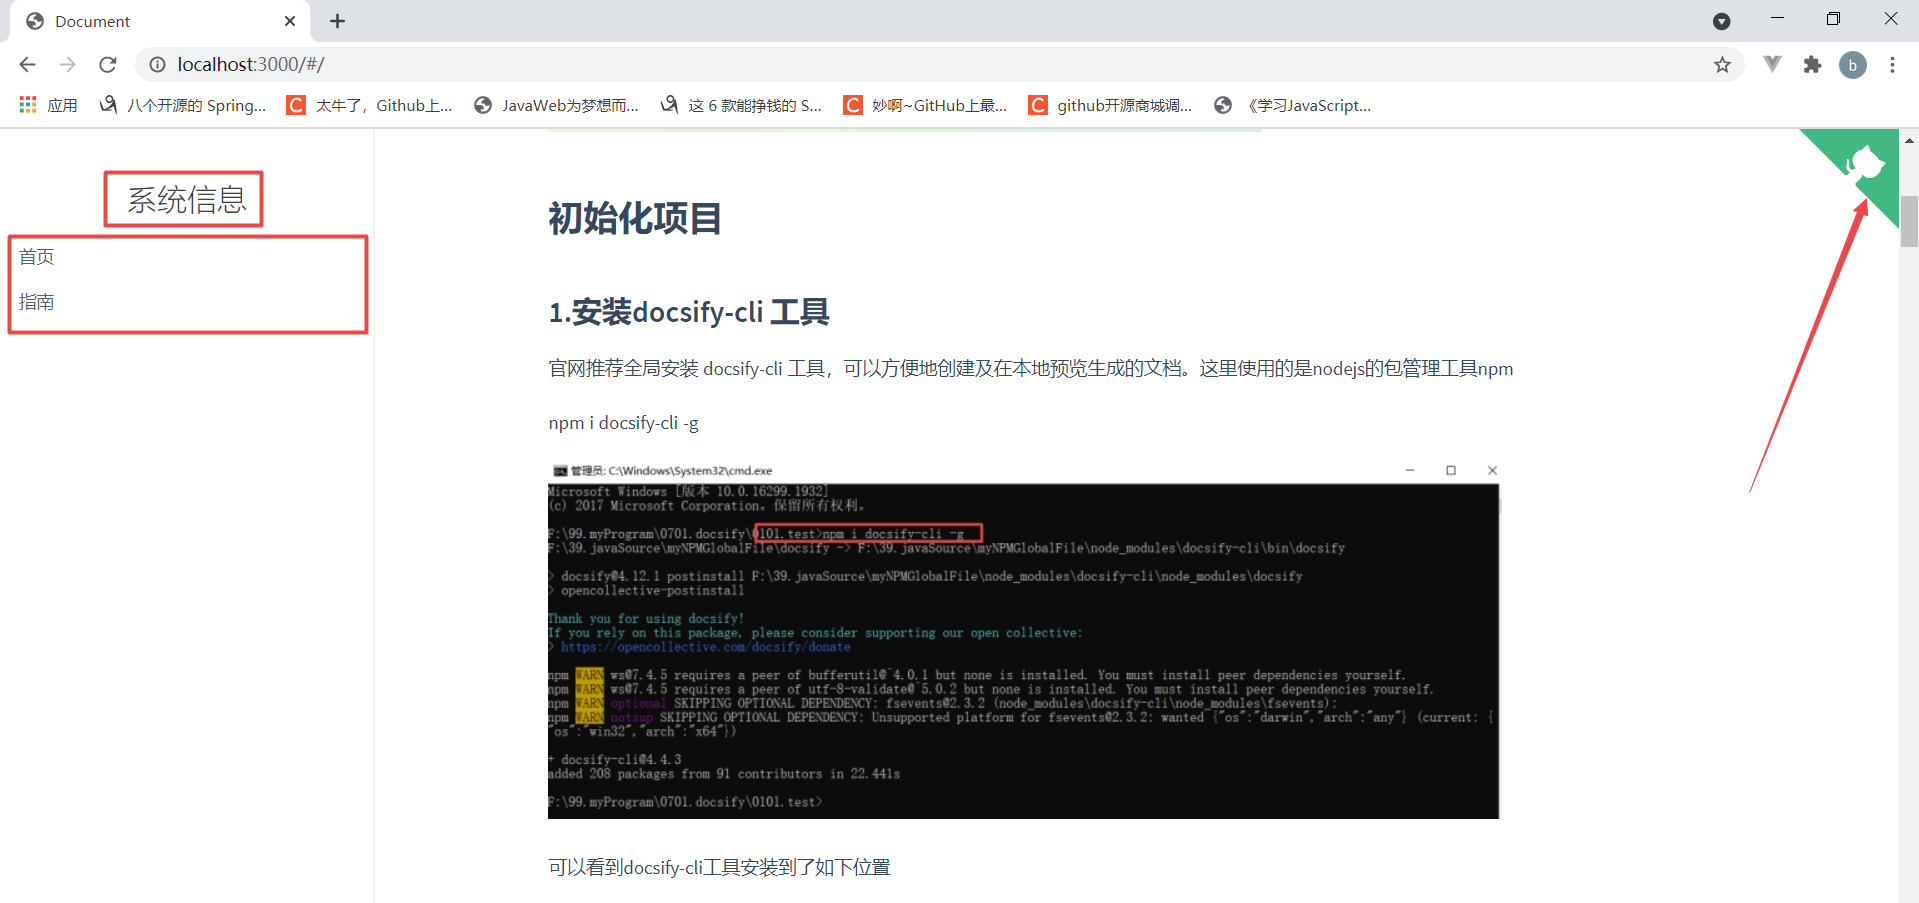 Document
localhost:3000/#/
b
应用
八个开源的 Spring...
太牛了，Github上...
JavaWeb为梦想而...
这 6 款能挣钱的 S...
妙啊~GitHub上最...
github开源商城调...
《学习JavaScript...
系统信息
首页
指南
初始化项目
1.安装docsify-cli 工具
官网推荐全局安装 docsify-cli 工具，可以方便地创建及在本地预览生成的文档。这里使用的是nodejs的包管理工具npm
npm i docsify-cli -g
管理员: C:\Windows\System32\cmd.exe
Microsoft Windows [版本 10.0.16299.1932]
(c) 2017 Microsoft Corporation。保留所有权利。
F:\99.myProgram\0701.docsify\0101.test>npm i docsify-cli -g
F:\39.javaSource\myNPMGlobalFile\docsify -> F:\39.javaSource\myNPMGlobalFile\node_modules\docsify-cli\bin\docsify
> docsify@4.12.1 postinstall F:\39.javaSource\myNPMGlobalFile\node_modules\docsify-cli\node_modules\docsify
> opencollective-postinstall
Thank you for using docsify!
If you rely on this package, please consider supporting our open collective:
> https://opencollective.com/docsify/donate
npm WARN ws@7.4.5 requires a peer of bufferutil@^4.0.1 but none is installed. You must install peer dependencies yourself.
npm WARN ws@7.4.5 requires a peer of utf-8-validate@^5.0.2 but none is installed. You must install peer dependencies yourself.
npm WARN optional SKIPPING OPTIONAL DEPENDENCY: fsevents@2.3.2 (node_modules\docsify-cli\node_modules\fsevents):
npm WARN notsup SKIPPING OPTIONAL DEPENDENCY: Unsupported platform for fsevents@2.3.2: wanted {"os":"darwin","arch":"any"} (current: {
"os":"win32","arch":"x64"})
+ docsify-cli@4.4.3
added 208 packages from 91 contributors in 22.441s
F:\99.myProgram\0701.docsify\0101.test>
可以看到docsify-cli工具安装到了如下位置